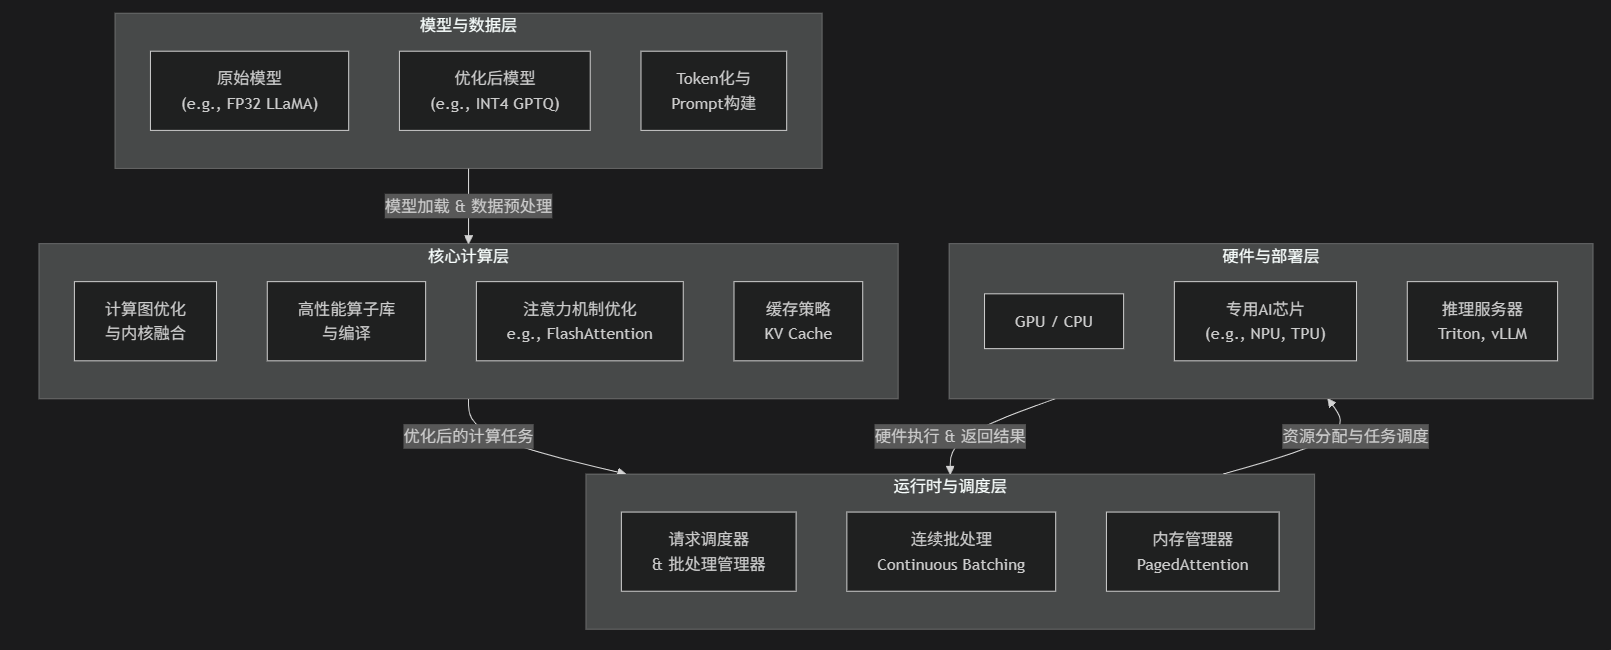 模型与数据层
原始模型
(e.g., FP32 LLaMA)
优化后模型
(e.g., INT4 GPTQ)
Token化与
Prompt构建
模型加载 & 数据预处理
核心计算层
计算图优化
与内核融合
高性能算子库
与编译
注意力机制优化
e.g., FlashAttention
缓存策略
KV Cache
硬件与部署层
GPU / CPU
专用AI芯片
(e.g., NPU, TPU)
推理服务器
Triton, vLLM
优化后的计算任务
硬件执行 & 返回结果
资源分配与任务调度
运行时与调度层
请求调度器
& 批处理管理器
连续批处理
Continuous Batching
内存管理器
PagedAttention